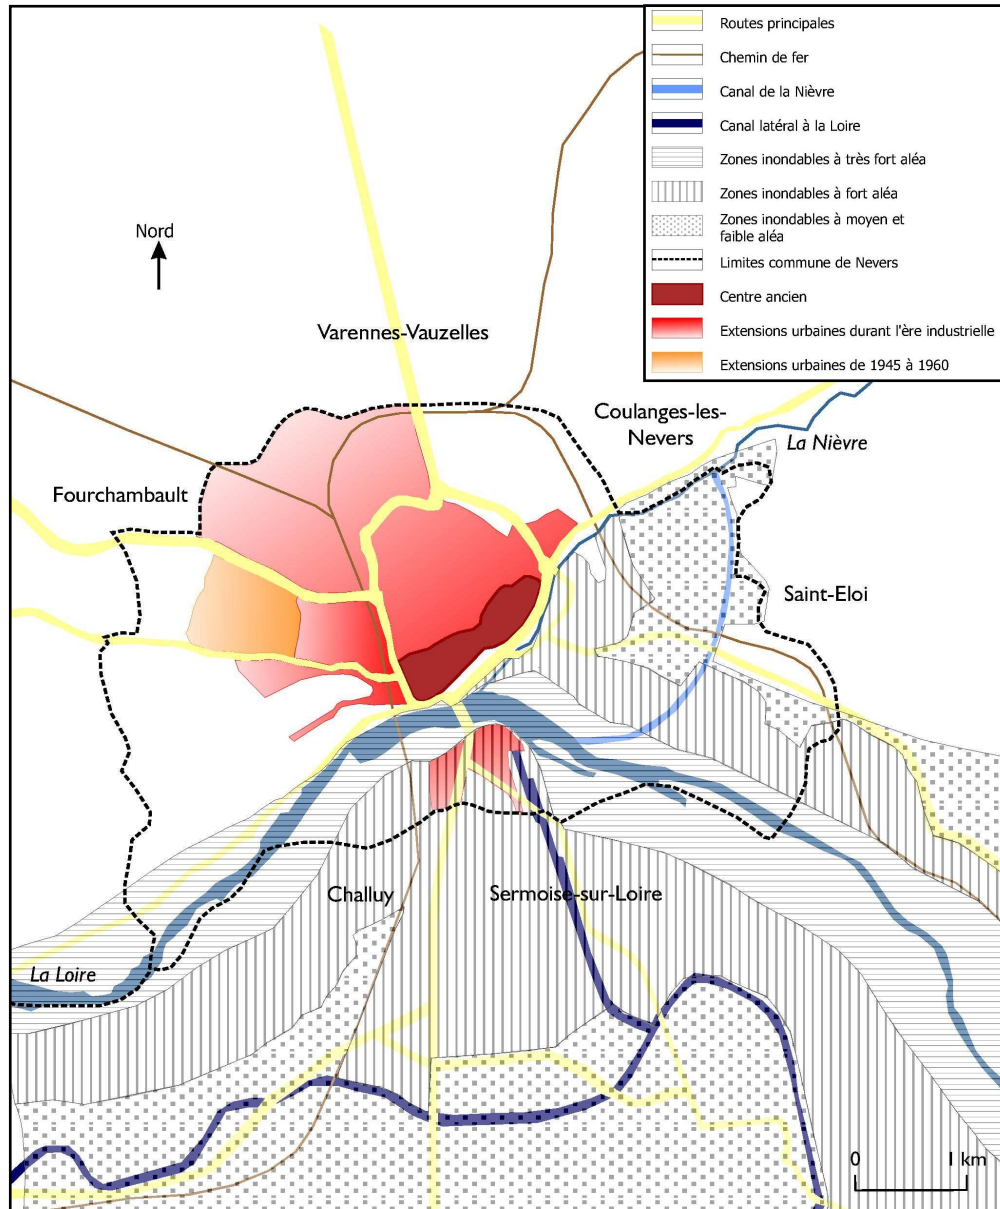 Routes principales
Chemin de fer
Canal de la Nièvre
Canal latéral à la Loire
Zones inondables à très fort aléa
Zones inondables à fort aléa
Zones inondables à moyen et
faible aléa
Limites commune de Nevers
Centre ancien
Extensions urbaines durant l'ère industrielle
Extensions urbaines de 1945 à 1960
Nord
Varennes-Vauzelles
Coulanges-les-
Nevers
La Nièvre
Fourchambault
Saint-Eloi
Challuy
Sermoise-sur-Loire
La Loire
0
1 km